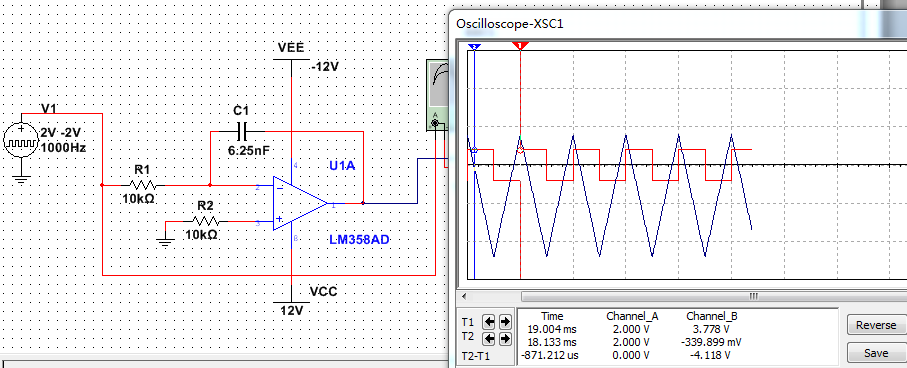 Oscilloscope-XSC1
VEE
-12V
V1
2V -2V
1000Hz
C1
6.25nF
A
R1
10kΩ
U1A
4
2
1
3
8
R2
10kΩ
LM358AD
VCC
12V
Time Channel_A Channel_B
T1 19.004 ms 2.000 V 3.778 V
T2 18.133 ms 2.000 V -339.899 mV
T2-T1 -871.212 us 0.000 V -4.118 V
Reverse
Save